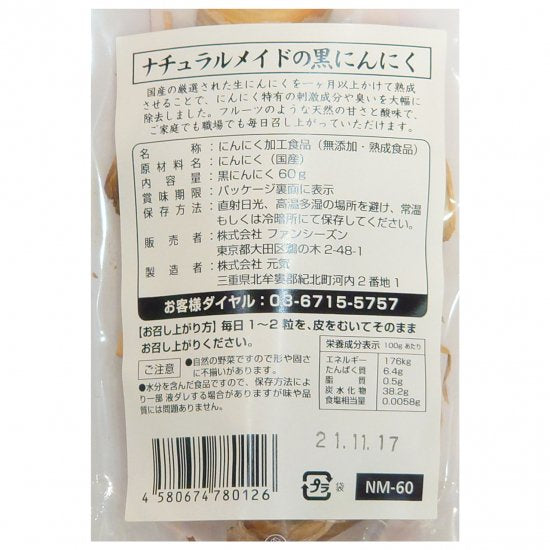 ナチュラルメイドの黒にんにく
国産の厳選された生にんにくを一ヶ月以上かけて熟成
させることで、にんにく特有の刺激成分や臭いを大幅に
除去しました。フルーツのような天然の甘さと酸味で、
ご家庭でも職場でも毎日召し上がっていただけます。
名称：にんにく加工食品（無添加・熟成食品）
原材料名：にんにく（国産）
内容量：黒にんにく 60g
賞味期限：パッケージ裏面に表示
保存方法：直射日光、高温多湿の場所を避け、常温
もしくは冷暗所にて保存してください。
販売者：株式会社 ファンシーズン
東京都大田区鵜の木 2-48-1
製造者：株式会社 元気
三重県北牟婁郡紀北町河内2番地1
お客様ダイヤル：03-6715-5757
【お召し上がり方】毎日1〜2粒を、皮をむいてそのまま
お召し上がりください。
ご注意
●自然の野菜ですので形や固さ
に不揃いがあります。
●水分を含んだ食品ですので、保存方法によ
り一部 液ダレする場合がありますが味や品
質には問題ありません。
栄養成分表示 100gあたり
エネルギー 176kg
たんぱく質 6.4g
脂質 0.5g
炭水化物 38.2g
食塩相当量 0.0058g
21.11.17
4 580674 780126
プラ 袋
NM-60